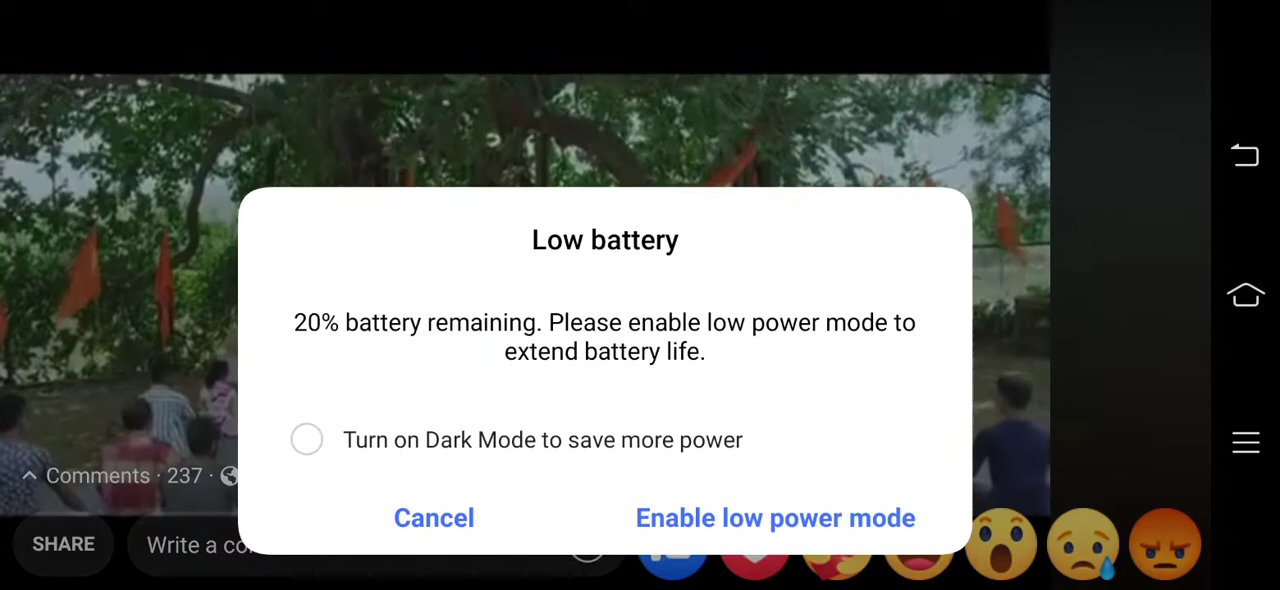 Low battery
20% battery remaining. Please enable low power mode to
extend battery life.
Turn on Dark Mode to save more power
Comments · 237 ·
Cancel
Enable low power mode
SHARE
Write a co